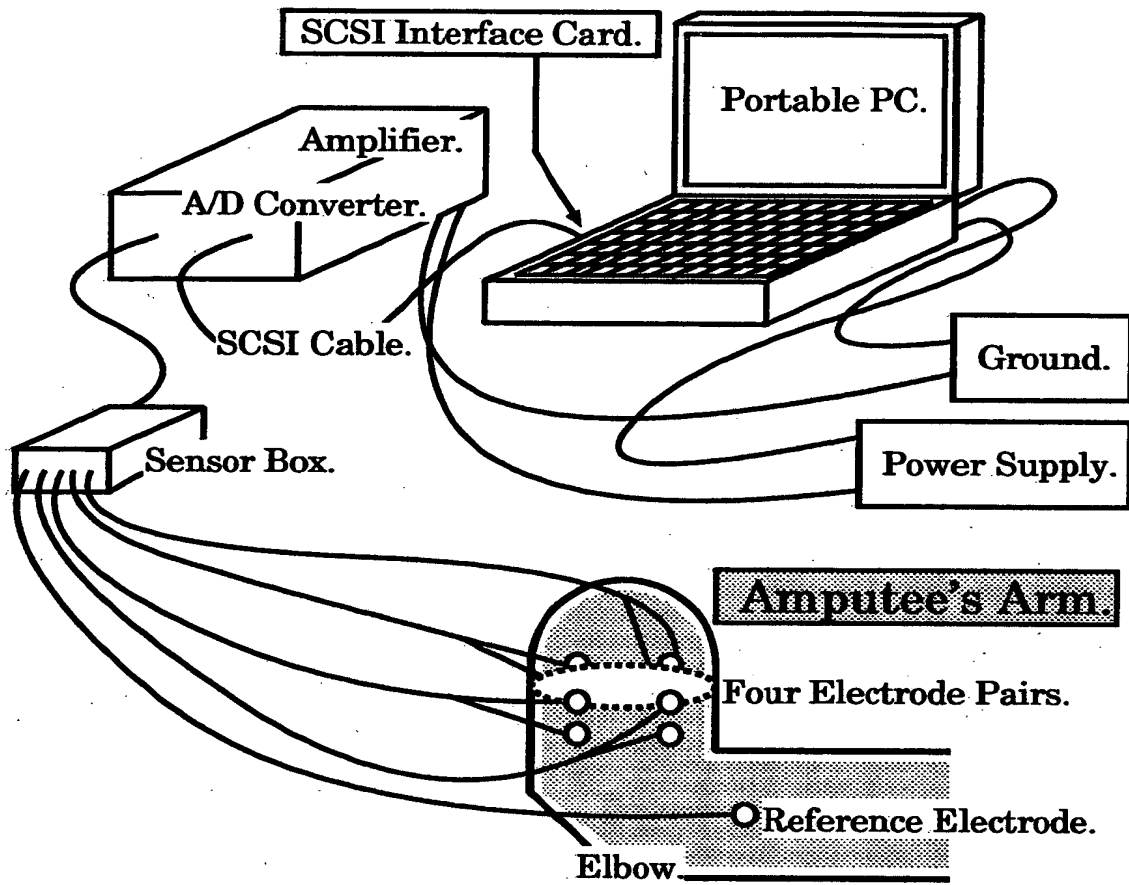 SCSI Interface Card.
Portable PC.
Amplifier.
A/D Converter.
SCSI Cable.
Ground.
Sensor Box.
Power Supply.
Amputee's Arm.
Four Electrode Pairs.
Reference Electrode.
Elbow.